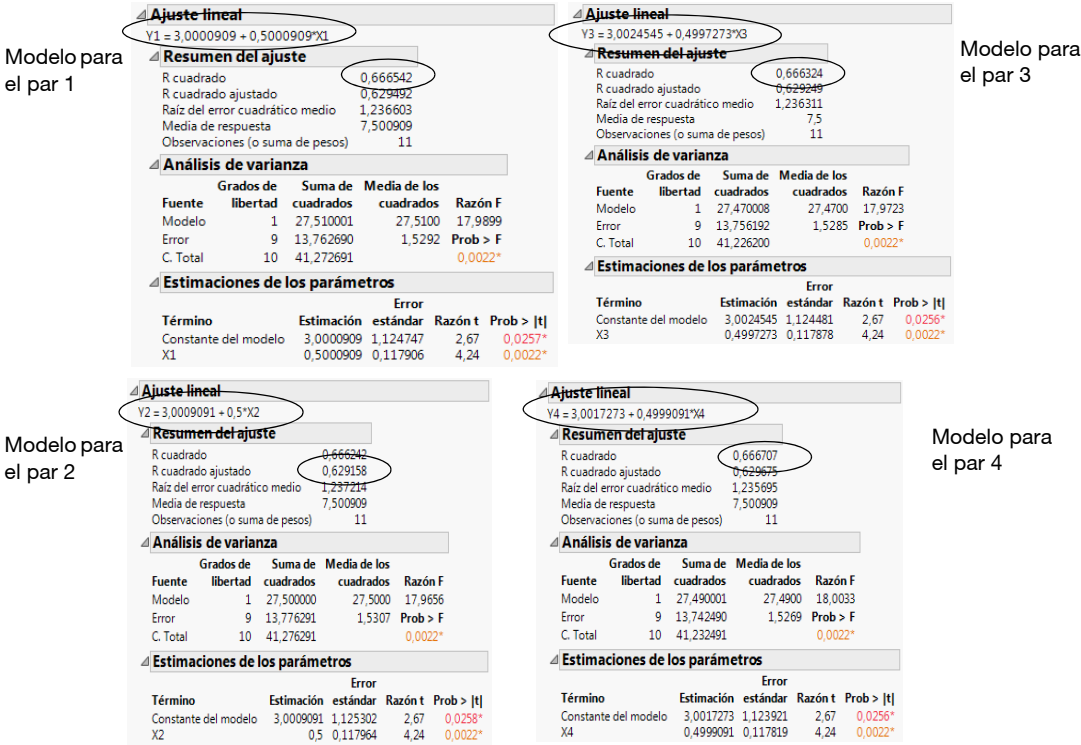 Modelo para
el par 1
Ajuste lineal
Y1 = 3,0000909 + 0,5000909*X1
Resumen del ajuste
R cuadrado 0,666542
R cuadrado ajustado 0,629492
Raíz del error cuadrático medio 1,236603
Media de respuesta 7,500909
Observaciones (o suma de pesos) 11
Análisis de varianza
Grados de Suma de Media de los
Fuente libertad cuadrados cuadrados Razón F
Modelo 1 27,510001 27,5100 17,9899
Error 9 13,762690 1,5292 Prob > F
C. Total 10 41,272691 0,0022*
Estimaciones de los parámetros
Error
Término Estimación estándar Razón t Prob > |t|
Constante del modelo 3,0000909 1,124747 2,67 0,0257*
X1 0,5000909 0,117906 4,24 0,0022*
Modelo para
el par 3
Ajuste lineal
Y3 = 3,0024545 + 0,4997273*X3
Resumen del ajuste
R cuadrado 0,666324
R cuadrado ajustado 0,629249
Raíz del error cuadrático medio 1,236311
Media de respuesta 7,5
Observaciones (o suma de pesos) 11
Análisis de varianza
Grados de Suma de Media de los
Fuente libertad cuadrados cuadrados Razón F
Modelo 1 27,470008 27,4700 17,9723
Error 9 13,756192 1,5285 Prob > F
C. Total 10 41,226200 0,0022*
Estimaciones de los parámetros
Error
Término Estimación estándar Razón t Prob > |t|
Constante del modelo 3,0024545 1,124481 2,67 0,0256*
X3 0,4997273 0,117878 4,24 0,0022*
Modelo para
el par 2
Ajuste lineal
Y2 = 3,0009091 + 0,5*X2
Resumen del ajuste
R cuadrado 0,666242
R cuadrado ajustado 0,629158
Raíz del error cuadrático medio 1,237214
Media de respuesta 7,500909
Observaciones (o suma de pesos) 11
Análisis de varianza
Grados de Suma de Media de los
Fuente libertad cuadrados cuadrados Razón F
Modelo 1 27,500000 27,5000 17,9656
Error 9 13,776291 1,5307 Prob > F
C. Total 10 41,276291 0,0022*
Estimaciones de los parámetros
Error
Término Estimación estándar Razón t Prob > |t|
Constante del modelo 3,0009091 1,125302 2,67 0,0258*
X2 0,5 0,117964 4,24 0,0022*
Modelo para
el par 4
Ajuste lineal
Y4 = 3,0017273 + 0,4999091*X4
Resumen del ajuste
R cuadrado 0,666707
R cuadrado ajustado 0,629675
Raíz del error cuadrático medio 1,235695
Media de respuesta 7,500909
Observaciones (o suma de pesos) 11
Análisis de varianza
Grados de Suma de Media de los
Fuente libertad cuadrados cuadrados Razón F
Modelo 1 27,490001 27,4900 18,0033
Error 9 13,742490 1,5269 Prob > F
C. Total 10 41,232491 0,0022*
Estimaciones de los parámetros
Error
Término Estimación estándar Razón t Prob > |t|
Constante del modelo 3,0017273 1,123921 2,67 0,0256*
X4 0,4999091 0,117819 4,24 0,0022*